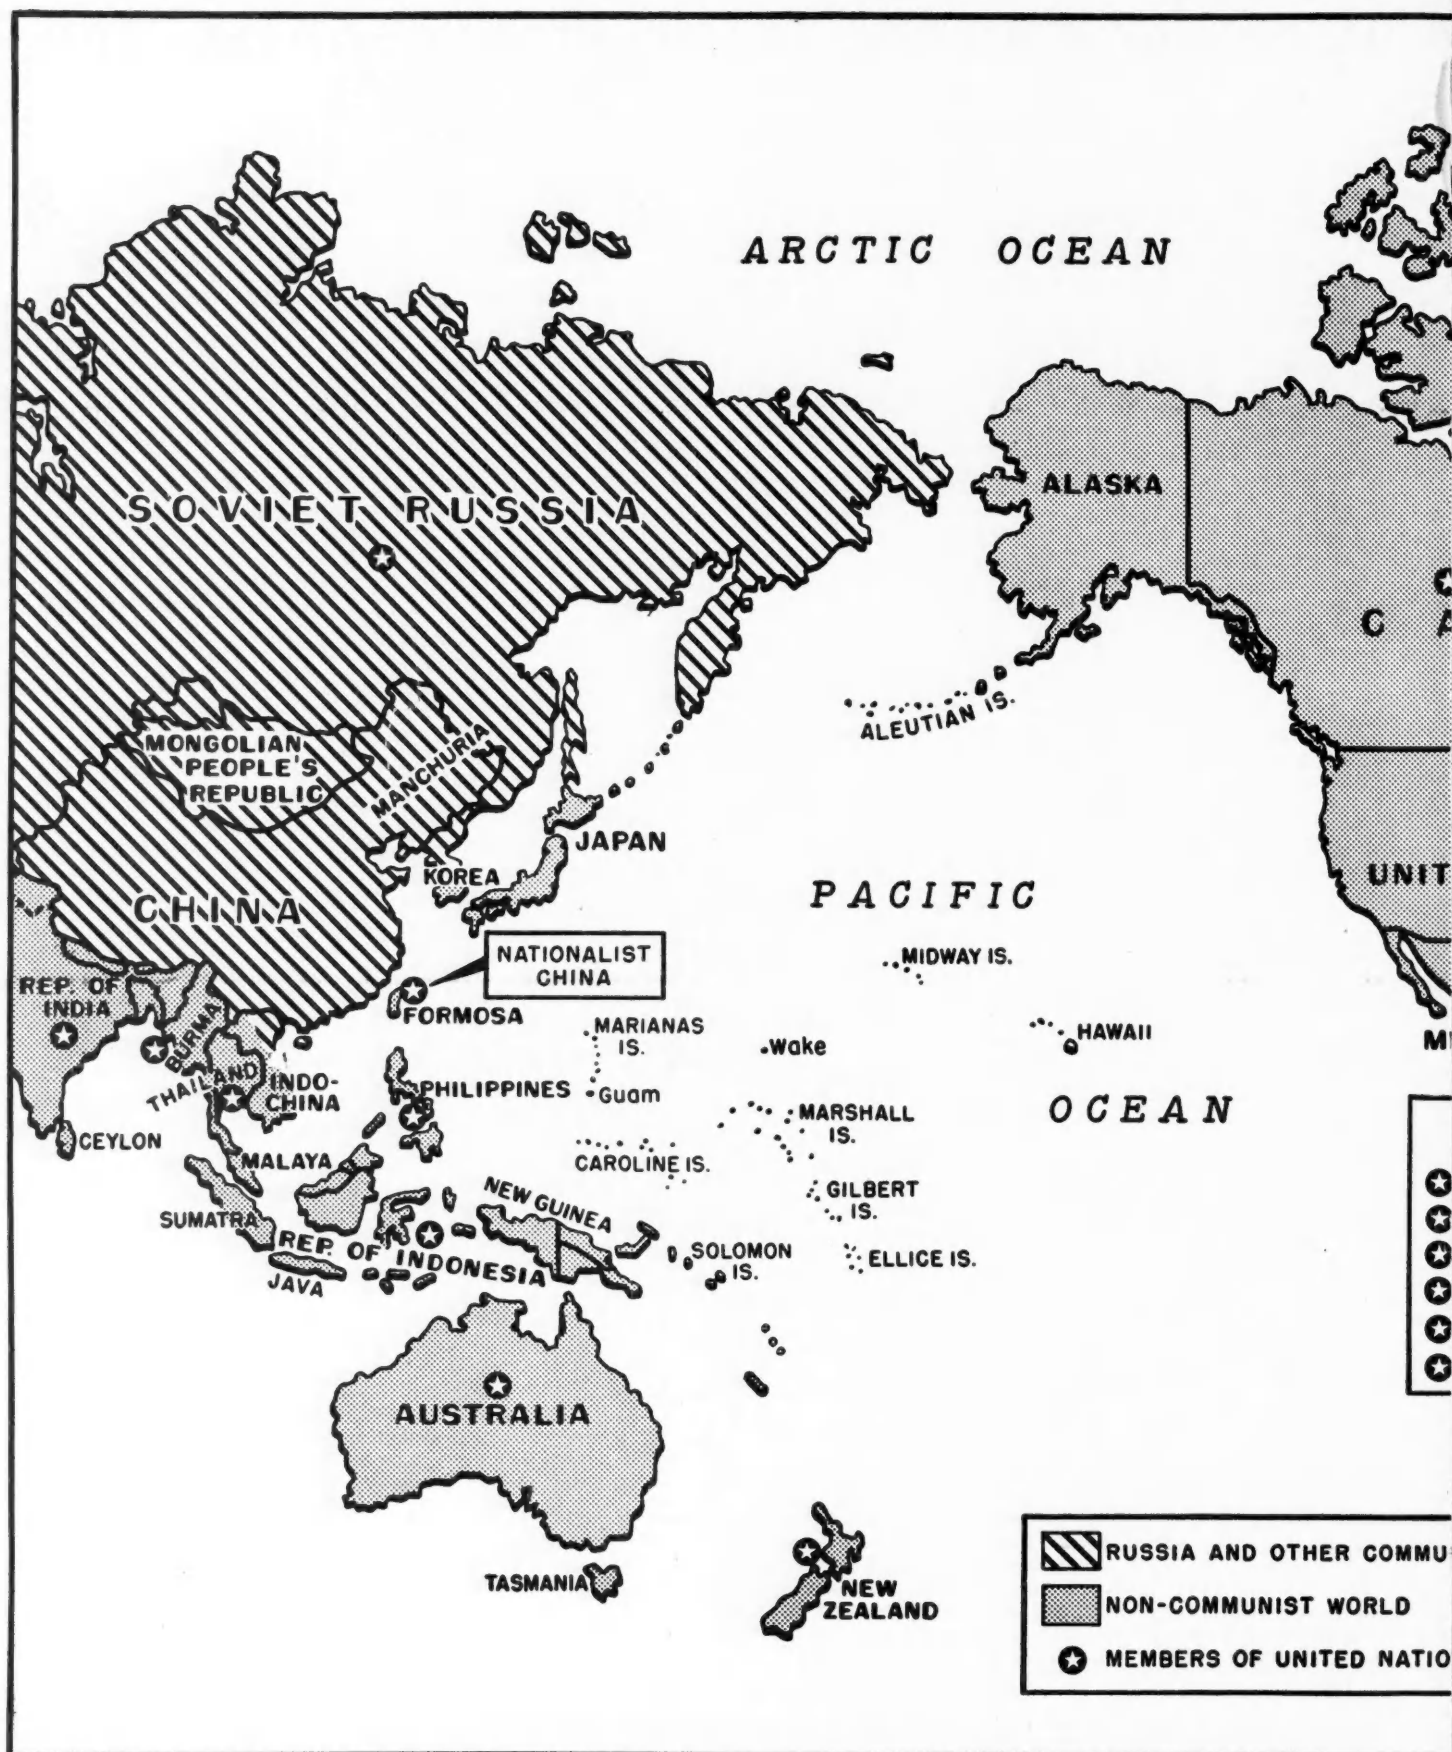 ARCTIC OCEAN
SOVIET RUSSIA
ALASKA
C A
ALEUTIAN IS.
MONGOLIAN
PEOPLE'S
REPUBLIC
MANCHURIA
JAPAN
KOREA
UNIT
PACIFIC
CHINA
NATIONALIST
CHINA
MIDWAY IS.
REP. OF
INDIA
FORMOSA
BURMA
MARIANAS
IS.
Wake
HAWAII
M
THAILAND
INDO-
CHINA
PHILIPPINES
Guam
OCEAN
MARSHALL
IS.
CEYLON
MALAYA
CAROLINE IS.
NEW GUINEA
GILBERT
IS.
SUMATRA
REP. OF INDONESIA
SOLOMON
IS.
ELLICE IS.
JAVA
AUSTRALIA
TASMANIA
NEW
ZEALAND
RUSSIA AND OTHER COMMU
NON-COMMUNIST WORLD
MEMBERS OF UNITED NATIO